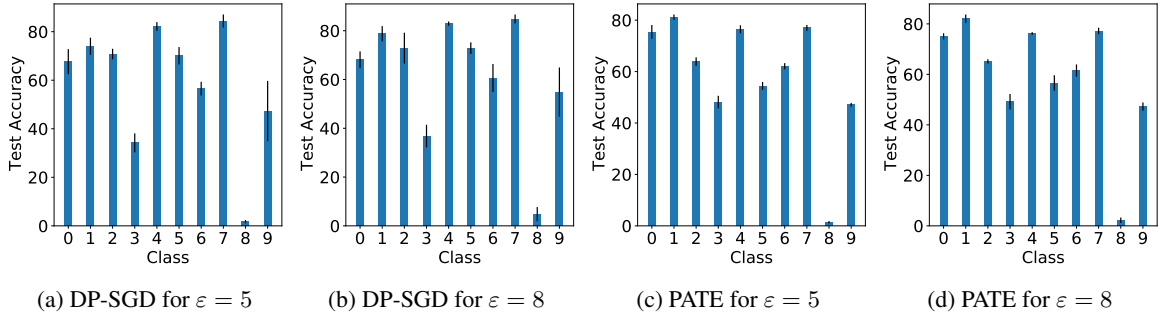 Test Accuracy
80
60
40
20
0
0 1 2 3 4 5 6 7 8 9
Class
(a) DP-SGD for ε = 5
Test Accuracy
80
60
40
20
0
0 1 2 3 4 5 6 7 8 9
Class
(b) DP-SGD for ε = 8
Test Accuracy
80
60
40
20
0
0 1 2 3 4 5 6 7 8 9
Class
(c) PATE for ε = 5
Test Accuracy
80
60
40
20
0
0 1 2 3 4 5 6 7 8 9
Class
(d) PATE for ε = 8